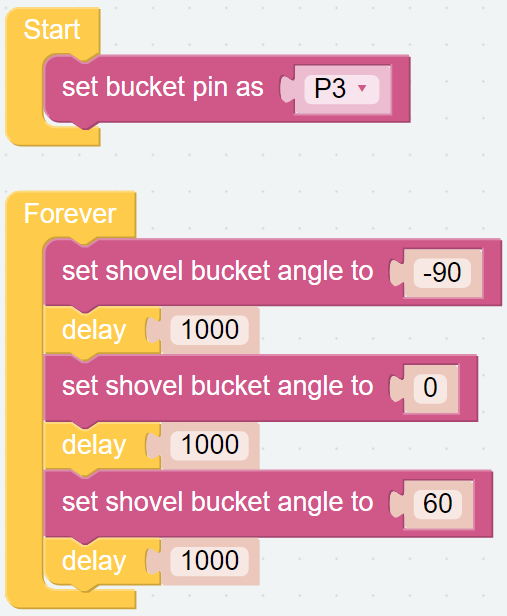 Start
set bucket pin as P3
Forever
set shovel bucket angle to -90
delay 1000
set shovel bucket angle to 0
delay 1000
set shovel bucket angle to 60
delay 1000